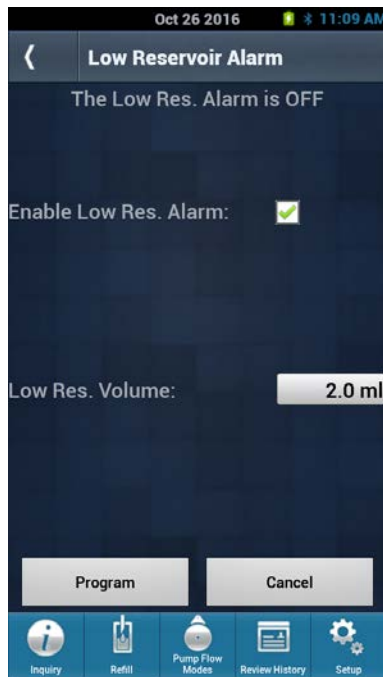 Oct 26 2016 11:09 AM
Low Reservoir Alarm
The Low Res. Alarm is OFF
Enable Low Res. Alarm:
Low Res. Volume: 2.0 ml
Program Cancel
Inquiry Refill Pump Flow Modes Review History Setup